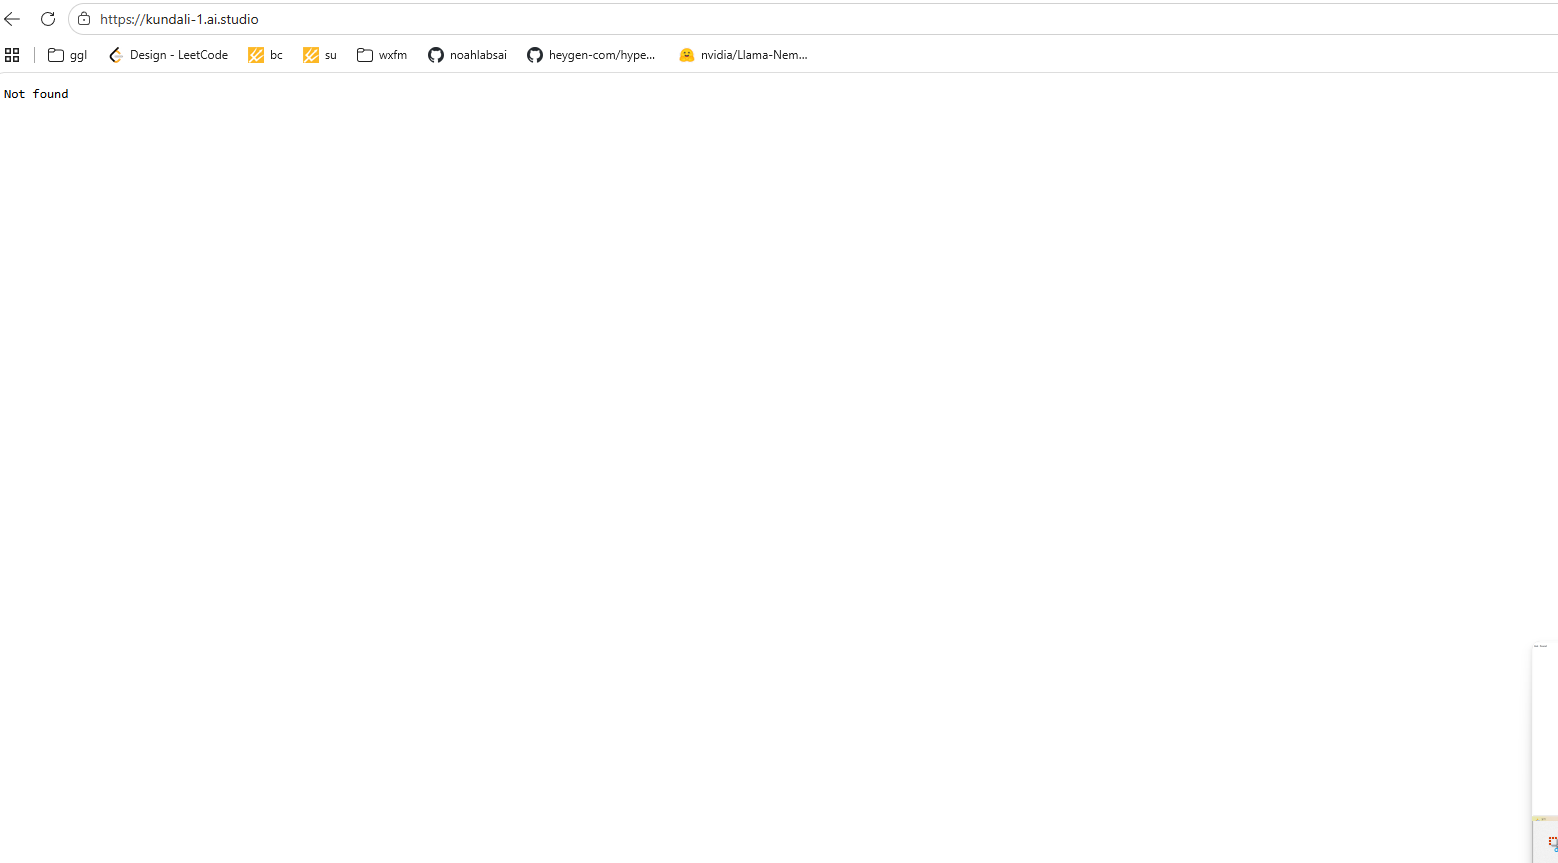 https://kundali-1.ai.studio
ggl Design - LeetCode bc su wxfm noahlabsai heygen-com/hype... nvidia/Llama-Nem...
Not found